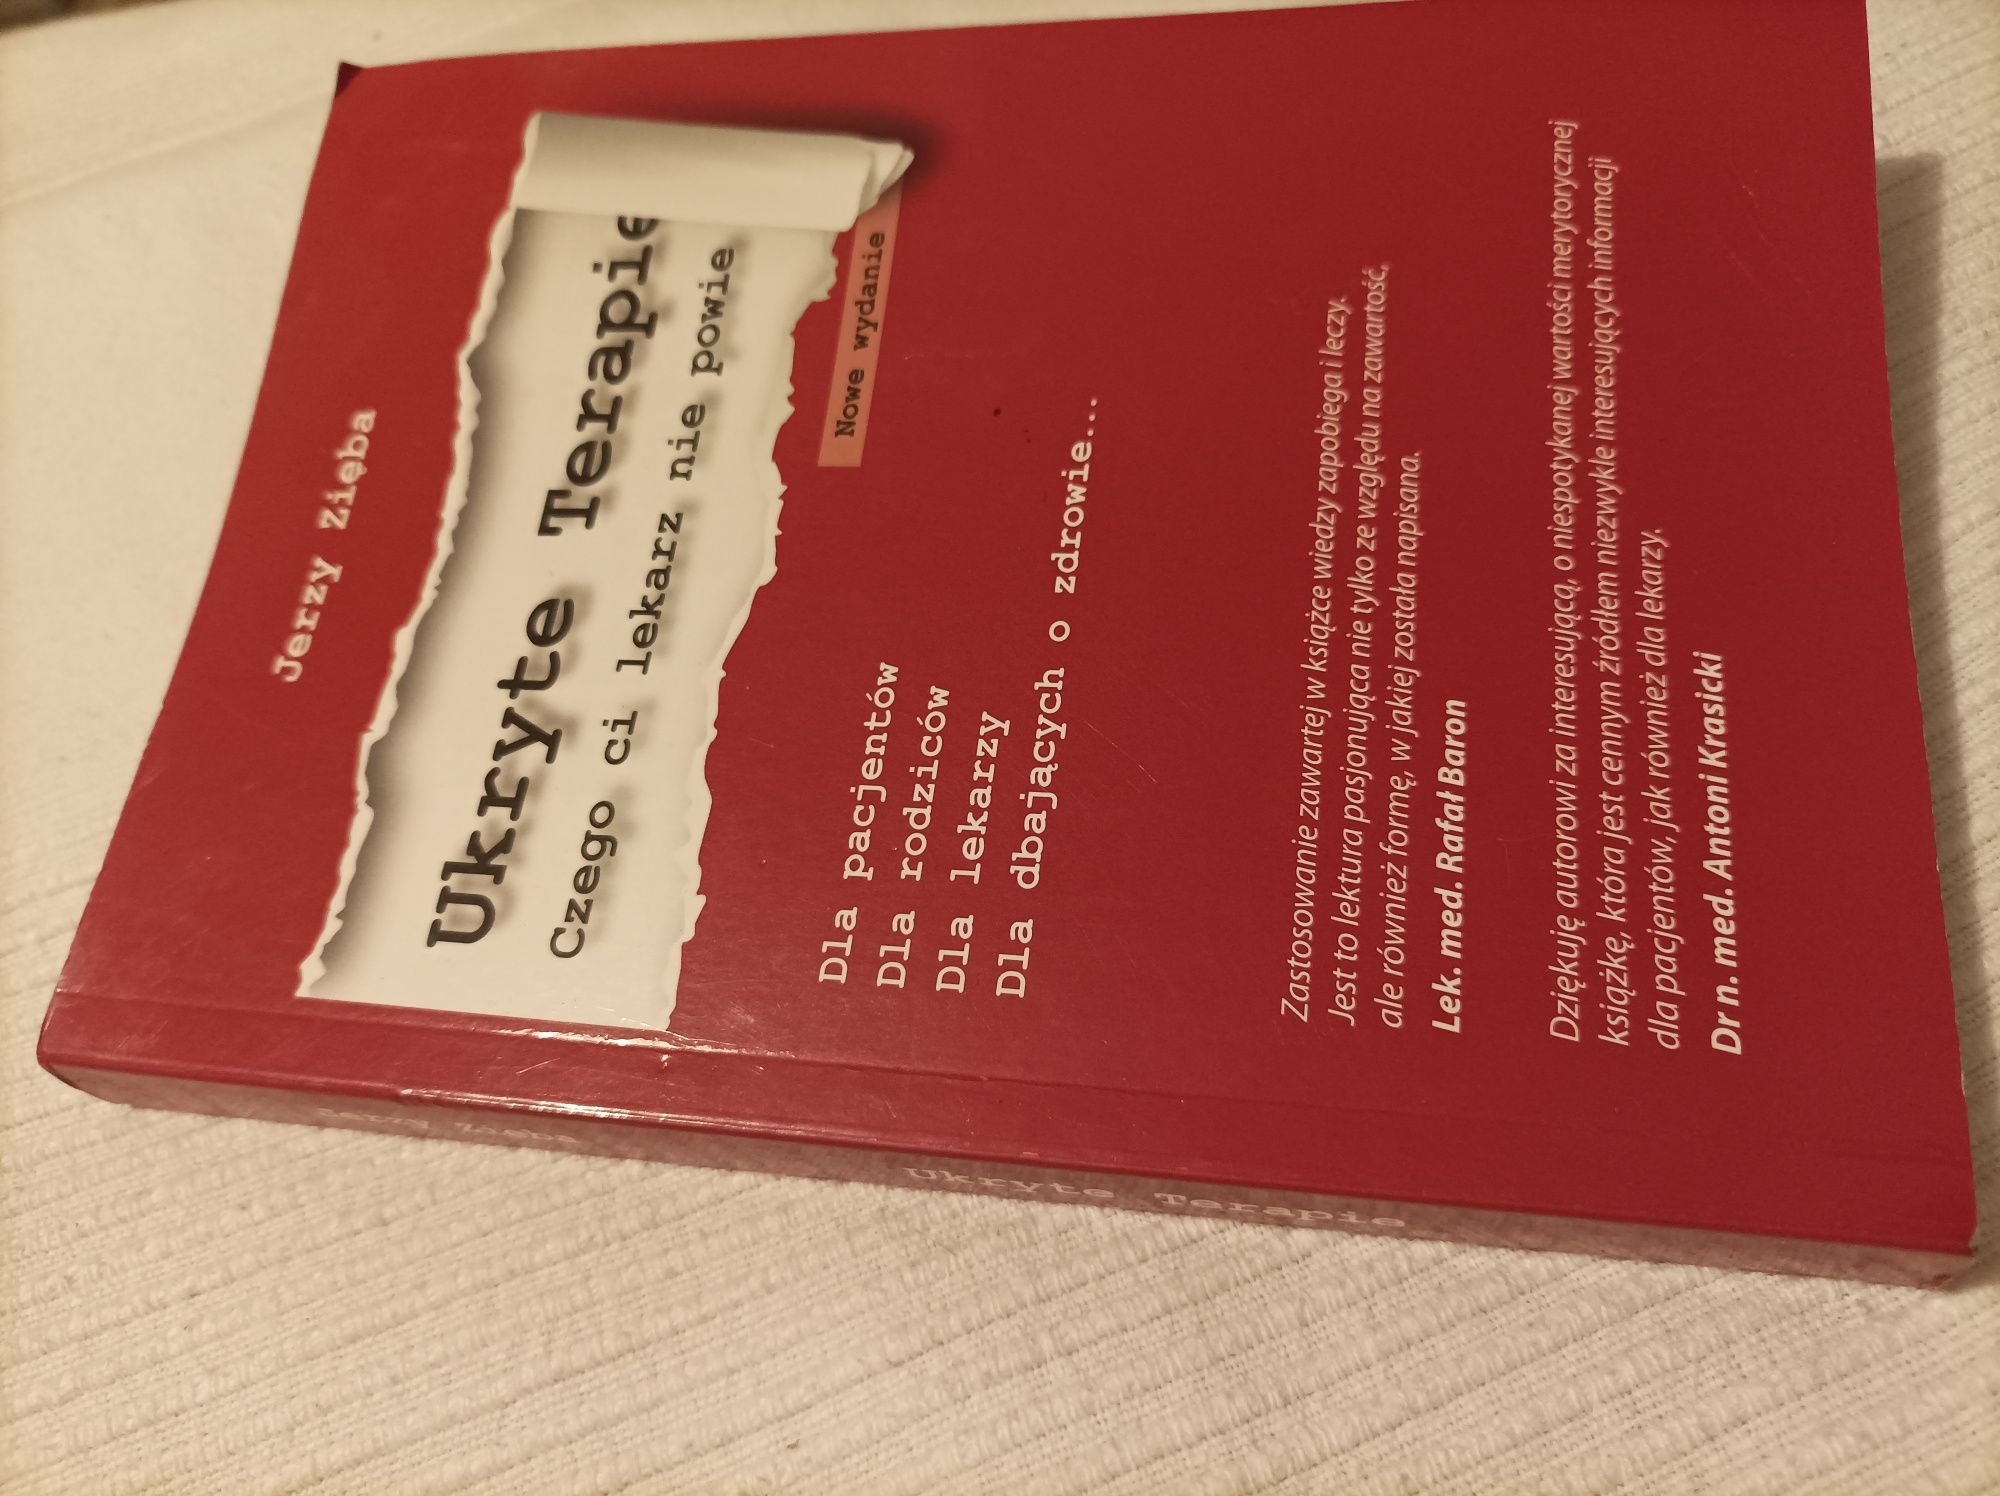 Jerzy Zięba
Ukryte Terapie
Czego ci lekarz nie powie
Nowe wydanie
Dla pacjentów
Dla rodziców
Dla lekarzy
Dla dbających o zdrowie...
Zastosowanie zawartej w książce wiedzy zapobiega i leczy.
Jest to lektura pasjonująca nie tylko ze względu na zawartość,
ale również formę, w jakiej została napisana.
Lek. med. Rafał Baron
Dziękuję autorowi za interesującą, o niespotykanej wartości merytorycznej
książkę, która jest cennym źródłem niezwykle interesujących informacji
dla pacjentów, jak również dla lekarzy.
Dr n. med. Antoni Krasicki
Jerzy Zięba
Ukryte Terapie